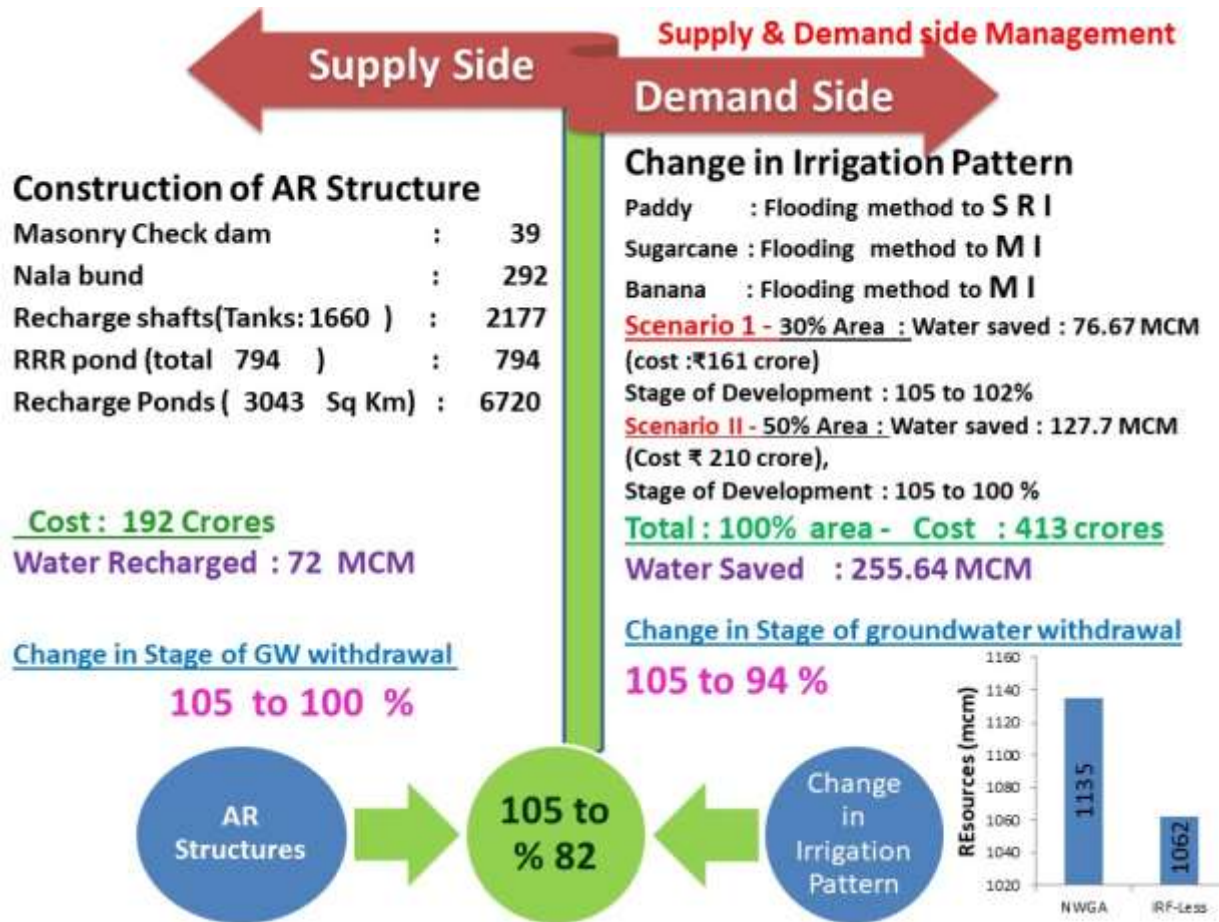 Supply & Demand side Management
Supply Side
Demand Side
Construction of AR Structure
Masonry Check dam : 39
Nala bund : 292
Recharge shafts(Tanks: 1660 ) : 2177
RRR pond (total 794 ) : 794
Recharge Ponds ( 3043 Sq Km) : 6720
Cost : 192 Crores
Water Recharged : 72 MCM
Change in Stage of GW withdrawal
105 to 100 %
Change in Irrigation Pattern
Paddy : Flooding method to S R I
Sugarcane : Flooding method to M I
Banana : Flooding method to M I
Scenario 1 - 30% Area : Water saved : 76.67 MCM
(cost :₹161 crore)
Stage of Development : 105 to 102%
Scenario II - 50% Area : Water saved : 127.7 MCM
(Cost ₹ 210 crore),
Stage of Development : 105 to 100 %
Total : 100% area - Cost : 413 crores
Water Saved : 255.64 MCM
Change in Stage of groundwater withdrawal
105 to 94 %
AR
Structures
105 to
% 82
Change
in
Irrigation
Pattern
REsources (mcm)
1160
1140
1120
1100
1080
1060
1040
1020
1135
1062
NWGA
IRF-Less